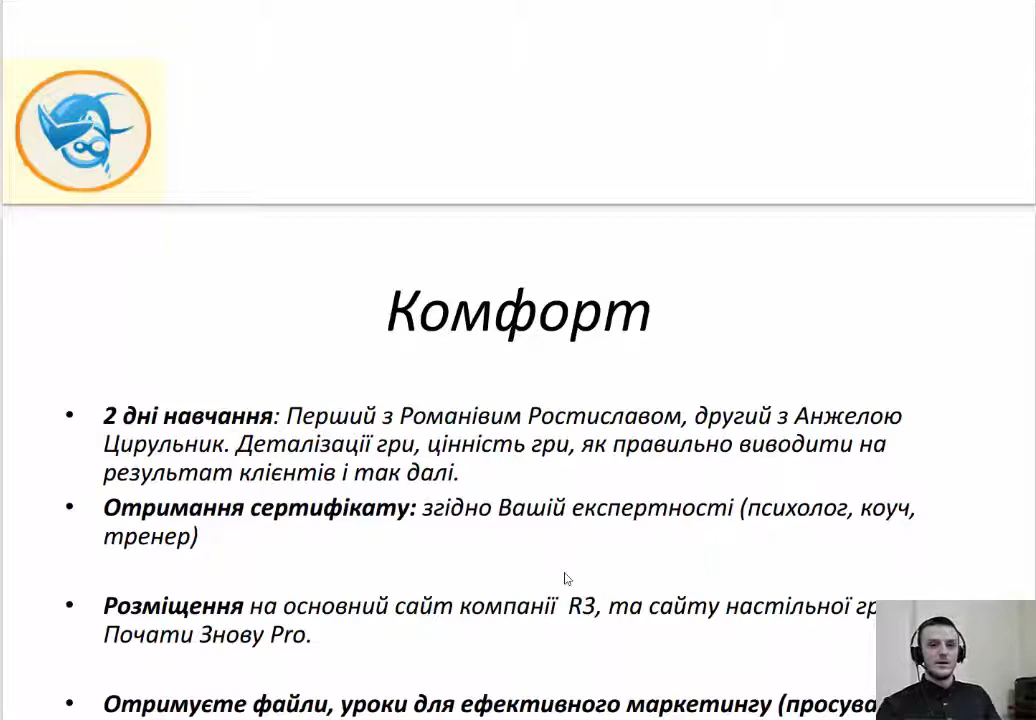 Комфорт
• 2 дні навчання: Перший з Романівим Ростиславом, другий з Анжелою
Цирульник. Деталізації гри, цінність гри, як правильно виводити на
результат клієнтів і так далі.
• Отримання сертифікату: згідно Вашій експертності (психолог, коуч,
тренер)
• Розміщення на основний сайт компанії R3, та сайту настільної
Почати Знову Pro.
• Отримуєте файли, уроки для ефективного маркетингу